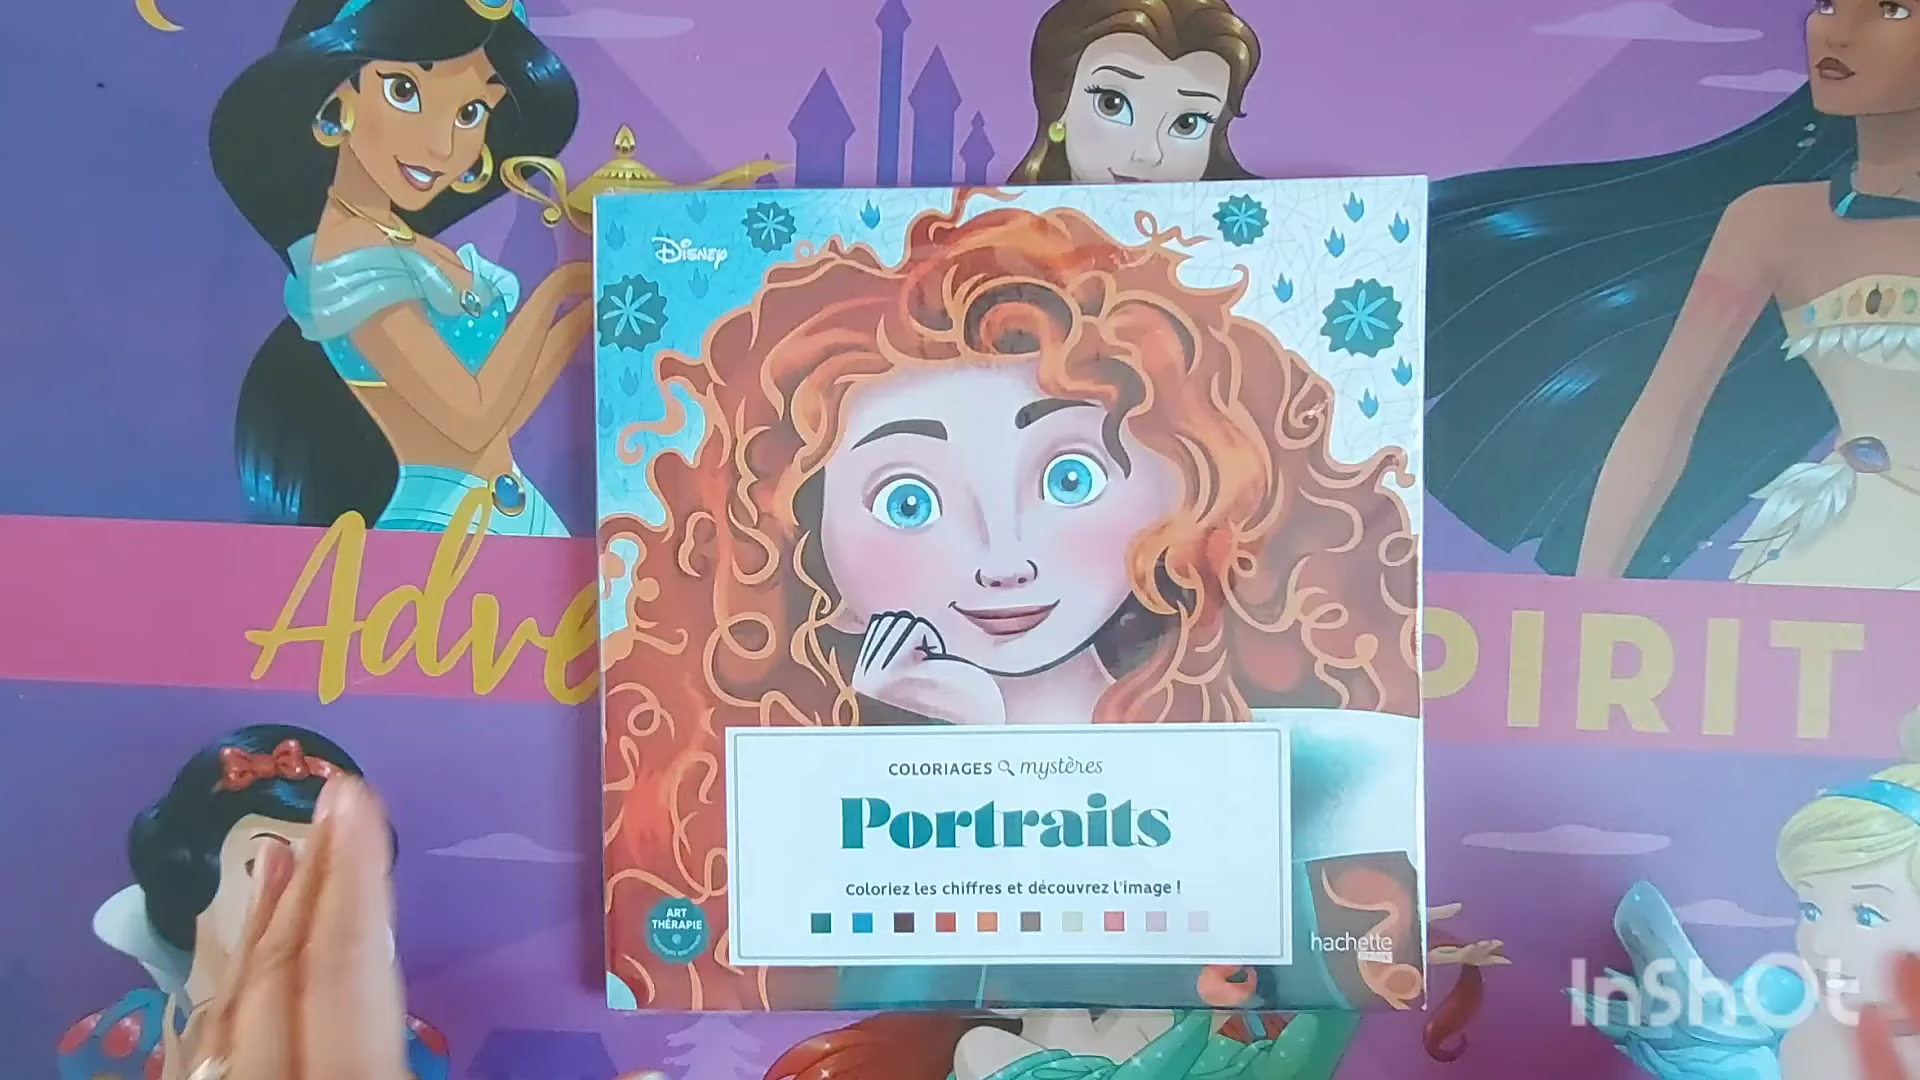 Disney
Adve
PIRIT
COLORIAGES mystères
Portraits
Coloriez les chiffres et découvrez l'image !
ART
THÉRAPIE
hachette
InShOt